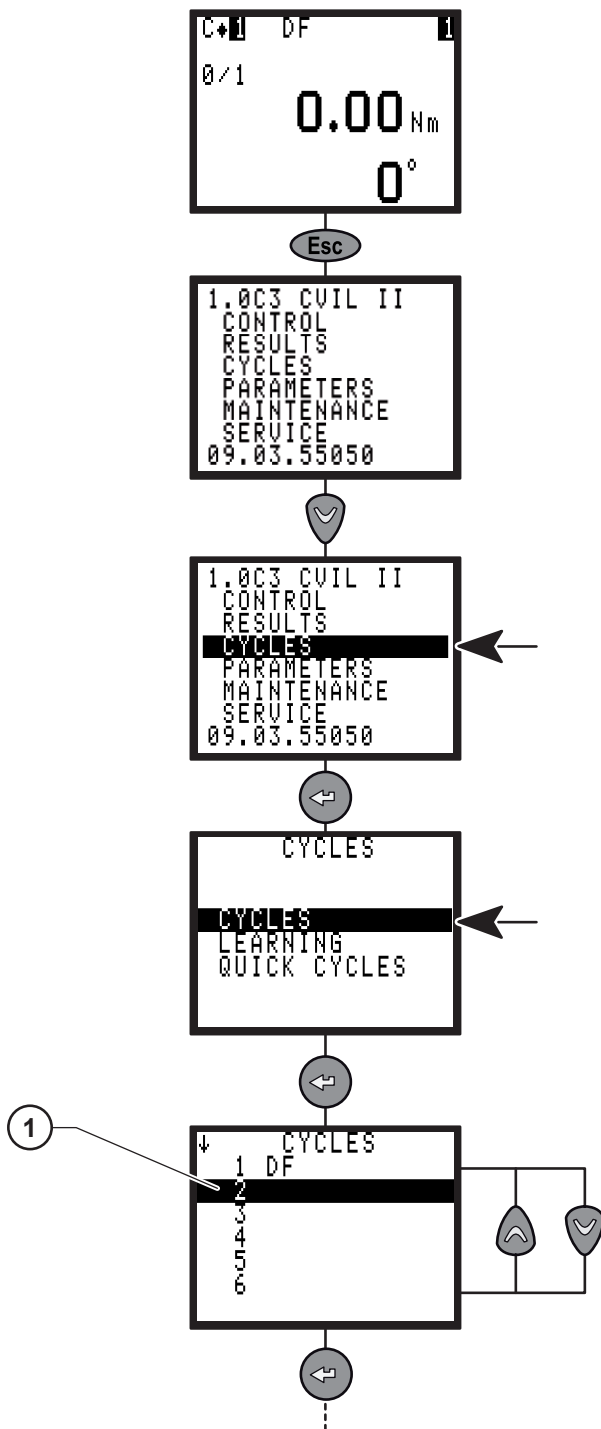 C♦1 DF 1
0/1
0.00 Nm
0°
Esc
1.0C3 CVIL II
CONTROL
RESULTS
CYCLES
PARAMETERS
MAINTENANCE
SERVICE
09.03.55050
1.0C3 CVIL II
CONTROL
RESULTS
CYCLES
PARAMETERS
MAINTENANCE
SERVICE
09.03.55050
CYCLES
CYCLES
LEARNING
QUICK CYCLES
1
↓ CYCLES
1 DF
2
3
4
5
6